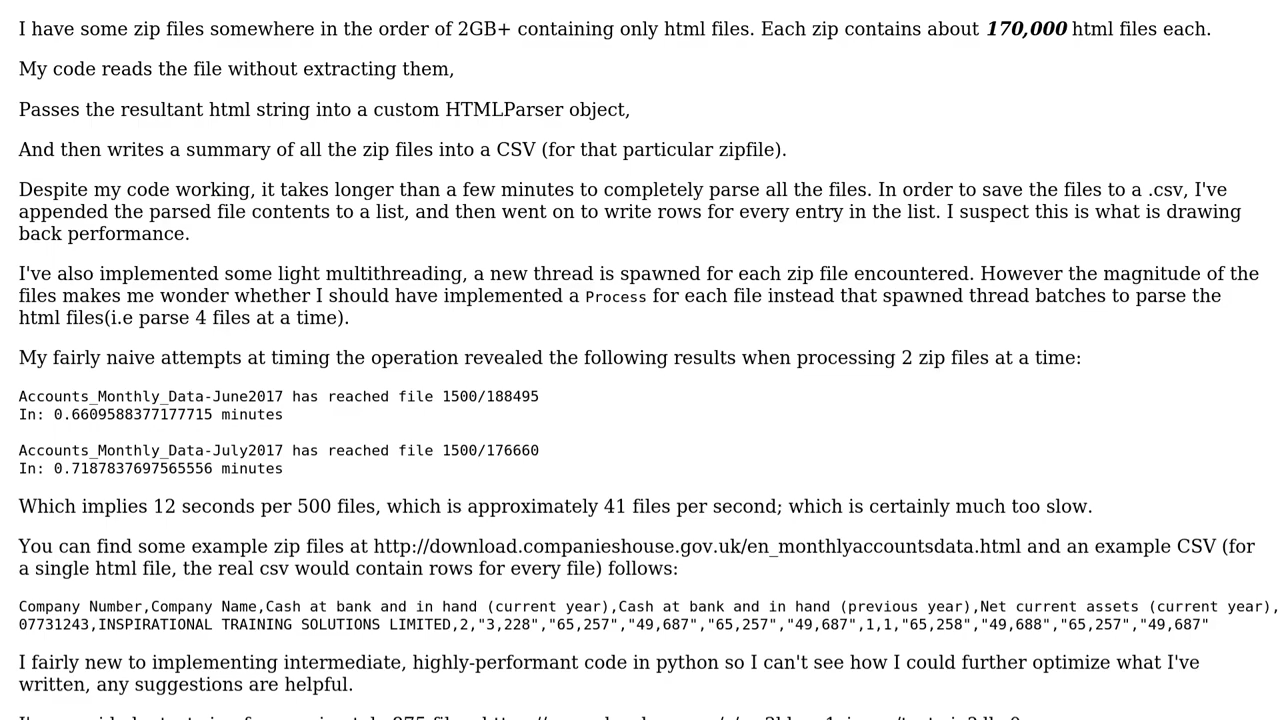 I have some zip files somewhere in the order of 2GB+ containing only html files. Each zip contains about 170,000 html files each.
My code reads the file without extracting them,
Passes the resultant html string into a custom HTMLParser object,
And then writes a summary of all the zip files into a CSV (for that particular zipfile).
Despite my code working, it takes longer than a few minutes to completely parse all the files. In order to save the files to a .csv, I've
appended the parsed file contents to a list, and then went on to write rows for every entry in the list. I suspect this is what is drawing
back performance.
I've also implemented some light multithreading, a new thread is spawned for each zip file encountered. However the magnitude of the
files makes me wonder whether I should have implemented a Process for each file instead that spawned thread batches to parse the
html files(i.e parse 4 files at a time).
My fairly naive attempts at timing the operation revealed the following results when processing 2 zip files at a time:
Accounts_Monthly_Data-June2017 has reached file 1500/188495
In: 0.6609588377177715 minutes
Accounts_Monthly_Data-July2017 has reached file 1500/176660
In: 0.7187837697565556 minutes
Which implies 12 seconds per 500 files, which is approximately 41 files per second; which is certainly much too slow.
You can find some example zip files at http://download.companieshouse.gov.uk/en_monthlyaccountsdata.html and an example CSV (for
a single html file, the real csv would contain rows for every file) follows:
Company Number,Company Name,Cash at bank and in hand (current year),Cash at bank and in hand (previous year),Net current assets (current year),
07731243,INSPIRATIONAL TRAINING SOLUTIONS LIMITED,2,"3,228","65,257","49,687","65,257","49,687",1,1,"65,258","49,688","65,257","49,687"
I fairly new to implementing intermediate, highly-performant code in python so I can't see how I could further optimize what I've
written, any suggestions are helpful.